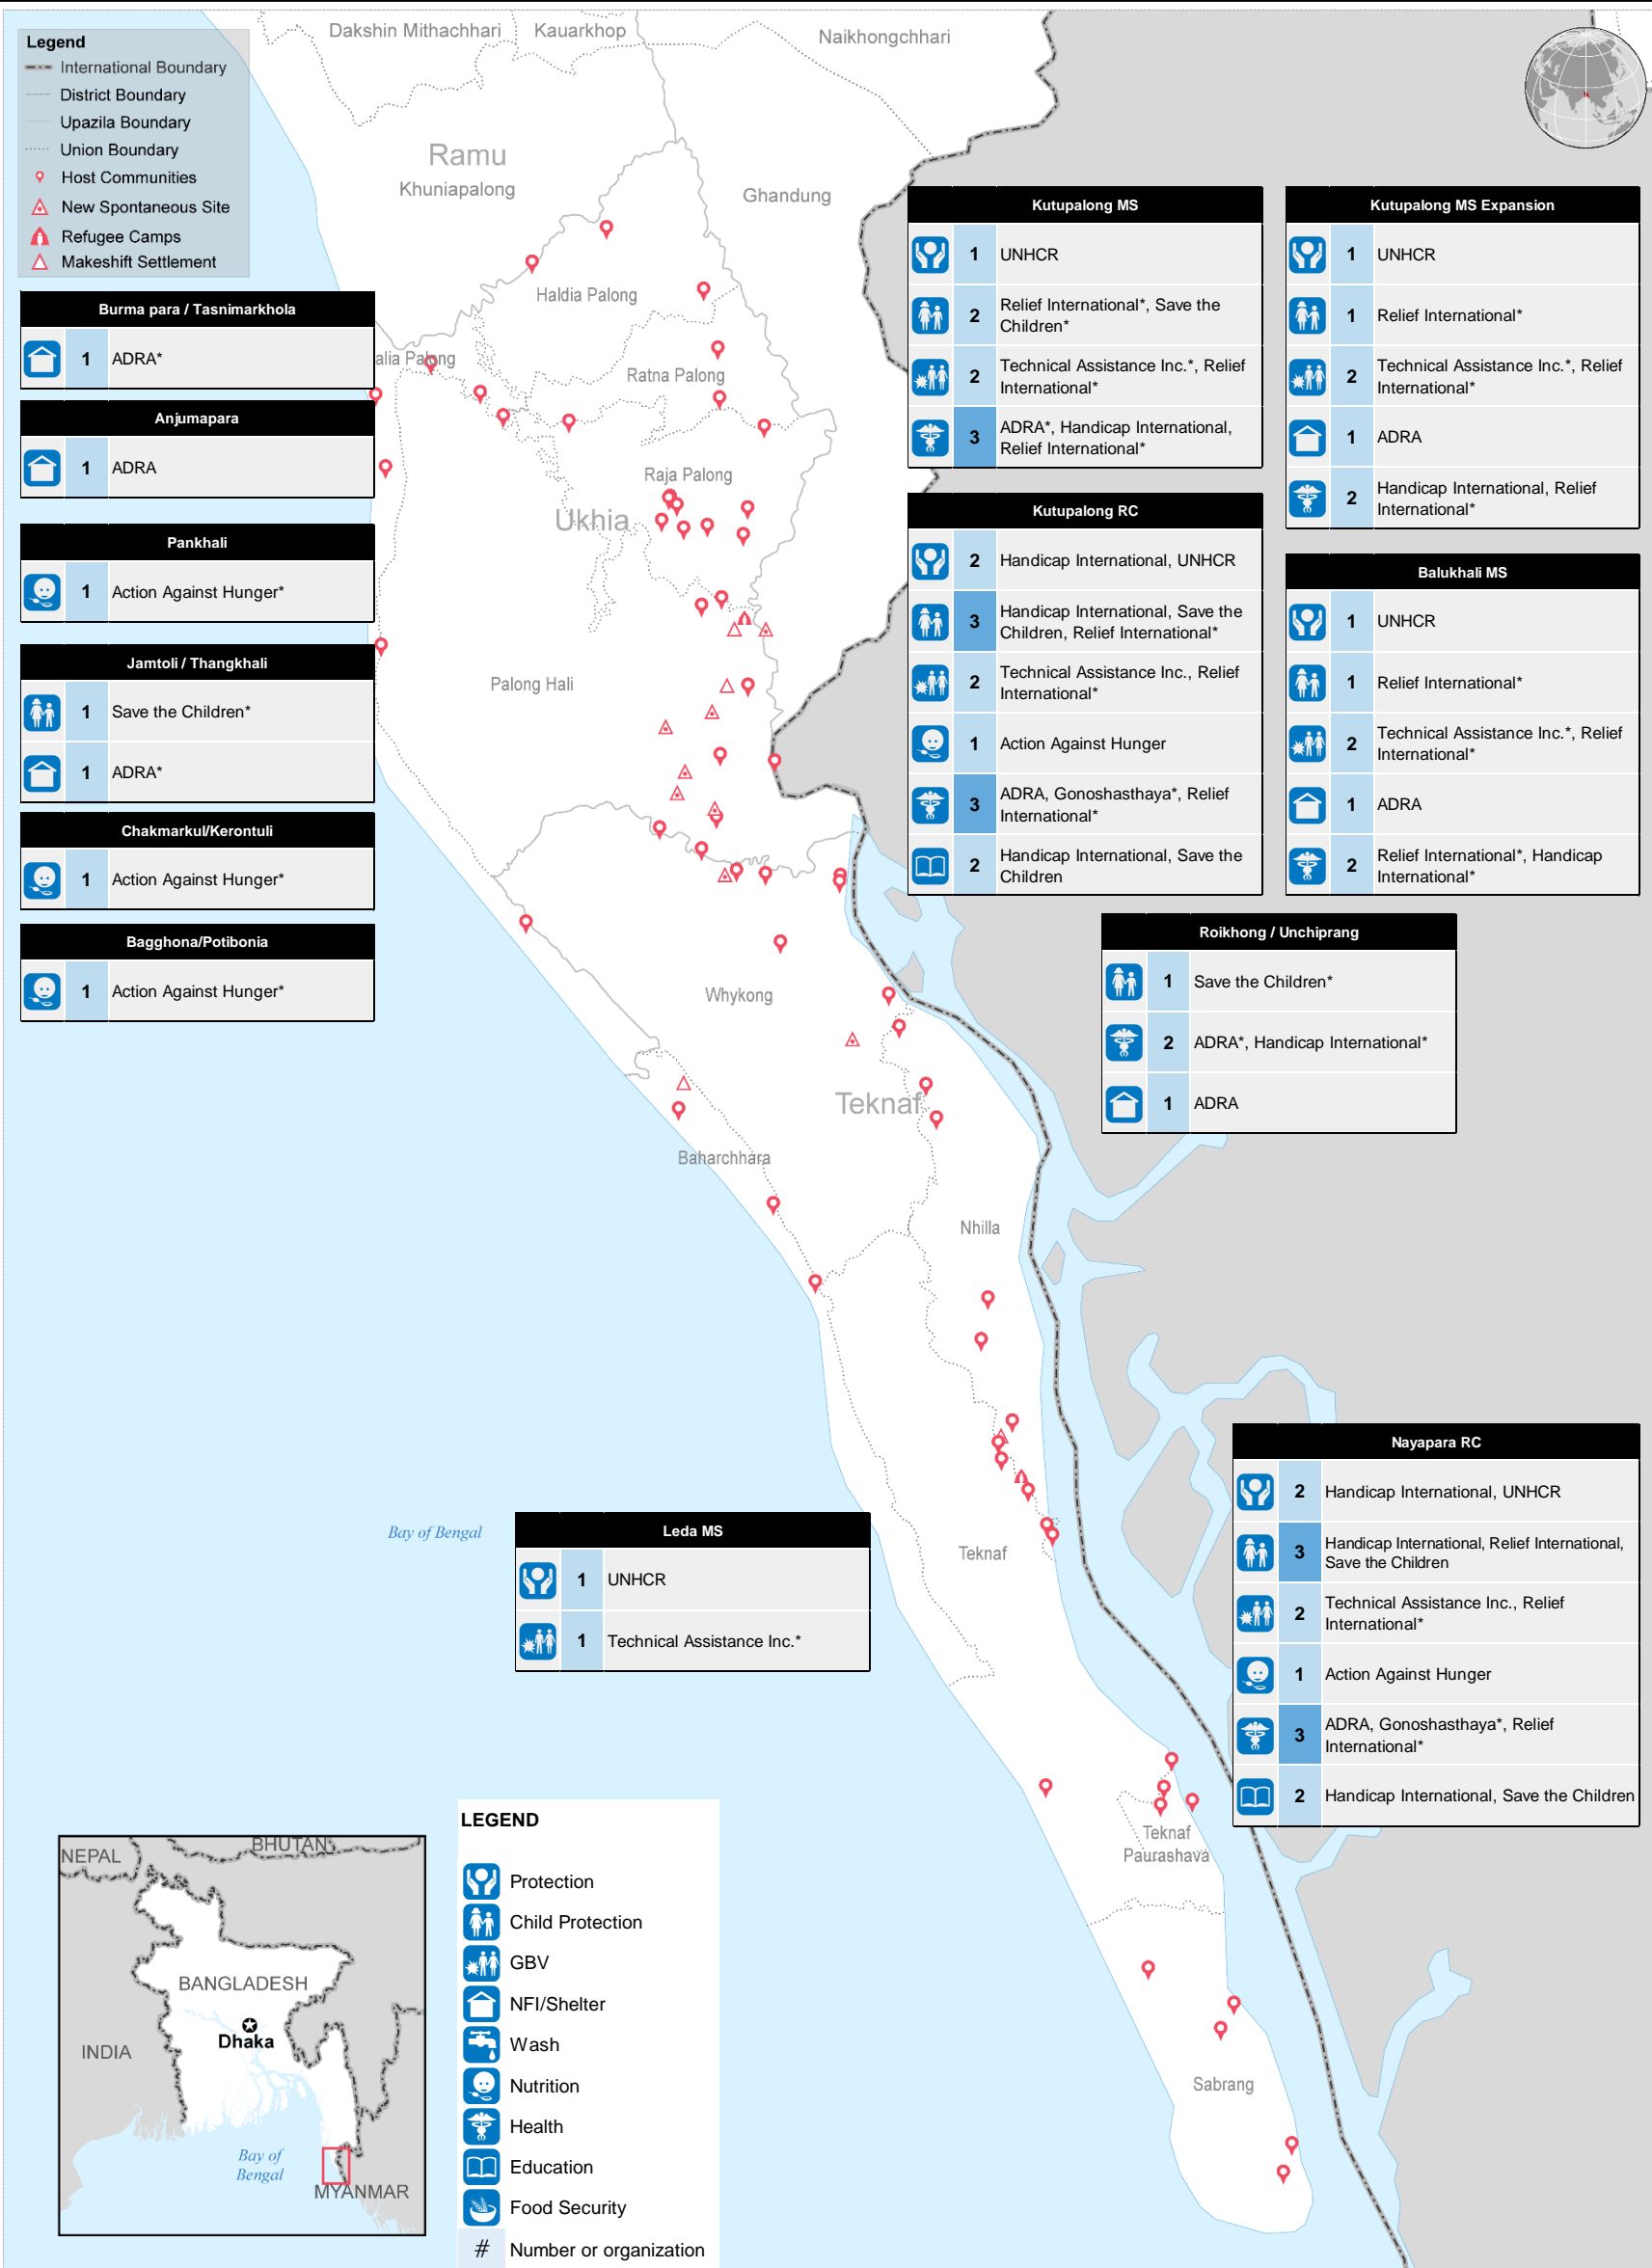 Legend
International Boundary
District Boundary
Upazila Boundary
Union Boundary
Host Communities
New Spontaneous Site
Refugee Camps
Makeshift Settlement
Dakshin Mithachhari
Kauarkhop
Naikhongchhari
Ramu
Khuniapalong
Ghandung
Haldia Palong
alia Palong
Ratna Palong
Raja Palong
Ukhia
Palong Hali
Whykong
Teknaf
Baharchhara
Nhilla
Teknaf
Teknaf
Paurashava
Sabrang
Bay of Bengal
Burma para / Tasnimarkhola
1 ADRA*
Anjumapara
1 ADRA
Pankhali
1 Action Against Hunger*
Jamtoli / Thangkhali
1 Save the Children*
1 ADRA*
Chakmarkul/Kerontuli
1 Action Against Hunger*
Bagghona/Potibonia
1 Action Against Hunger*
Kutupalong MS
1 UNHCR
2 Relief International*, Save the
Children*
2 Technical Assistance Inc.*, Relief
International*
3 ADRA*, Handicap International,
Relief International*
Kutupalong MS Expansion
1 UNHCR
1 Relief International*
2 Technical Assistance Inc.*, Relief
International*
1 ADRA
2 Handicap International, Relief
International*
Kutupalong RC
2 Handicap International, UNHCR
3 Handicap International, Save the
Children, Relief International*
2 Technical Assistance Inc., Relief
International*
1 Action Against Hunger
3 ADRA, Gonoshasthaya*, Relief
International*
2 Handicap International, Save the
Children
Balukhali MS
1 UNHCR
1 Relief International*
2 Technical Assistance Inc.*, Relief
International*
1 ADRA
2 Relief International*, Handicap
International*
Roikhong / Unchiprang
1 Save the Children*
2 ADRA*, Handicap International*
1 ADRA
Leda MS
1 UNHCR
1 Technical Assistance Inc.*
Nayapara RC
2 Handicap International, UNHCR
3 Handicap International, Relief International,
Save the Children
2 Technical Assistance Inc., Relief
International*
1 Action Against Hunger
3 ADRA, Gonoshasthaya*, Relief
International*
2 Handicap International, Save the Children
LEGEND
Protection
Child Protection
GBV
NFI/Shelter
Wash
Nutrition
Health
Education
Food Security
# Number or organization
NEPAL
BHUTAN
BANGLADESH
Dhaka
INDIA
Bay of
Bengal
MYANMAR